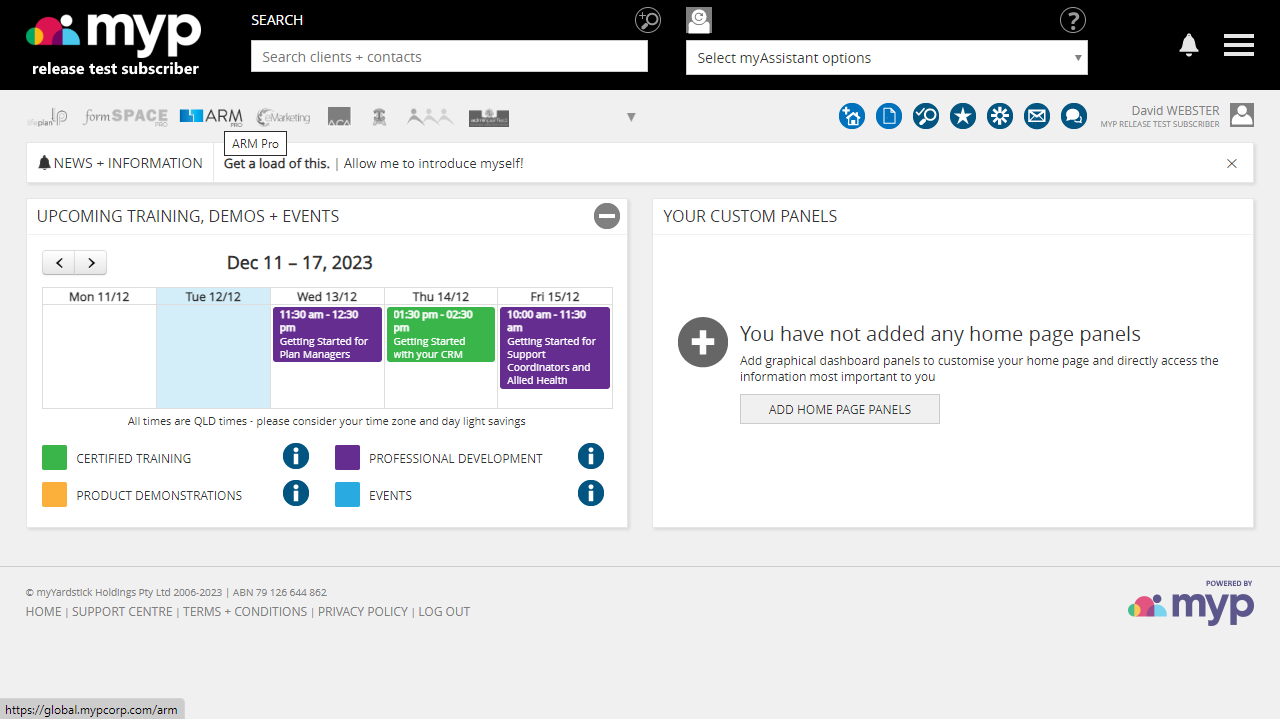 myp
release test subscriber
SEARCH
Search clients + contacts
Select myAssistant options
lifeplan
formSPACE PRO
ARM PRO
eMarketing
ACA
David WEBSTER
MYP RELEASE TEST SUBSCRIBER
ARM Pro
NEWS + INFORMATION
Get a load of this. | Allow me to introduce myself!
UPCOMING TRAINING, DEMOS + EVENTS
Dec 11 – 17, 2023
Mon 11/12 Tue 12/12 Wed 13/12 Thu 14/12 Fri 15/12
11:30 am - 12:30 pm
Getting Started for Plan Managers
01:30 pm - 02:30 pm
Getting Started with your CRM
10:00 am - 11:30 am
Getting Started for Support Coordinators and Allied Health
All times are QLD times - please consider your time zone and day light savings
CERTIFIED TRAINING
PROFESSIONAL DEVELOPMENT
PRODUCT DEMONSTRATIONS
EVENTS
YOUR CUSTOM PANELS
You have not added any home page panels
Add graphical dashboard panels to customise your home page and directly access the
information most important to you
ADD HOME PAGE PANELS
© myYardstick Holdings Pty Ltd 2006-2023 | ABN 79 126 644 862
HOME | SUPPORT CENTRE | TERMS + CONDITIONS | PRIVACY POLICY | LOG OUT
POWERED BY
myp
https://global.mypcorp.com/arm